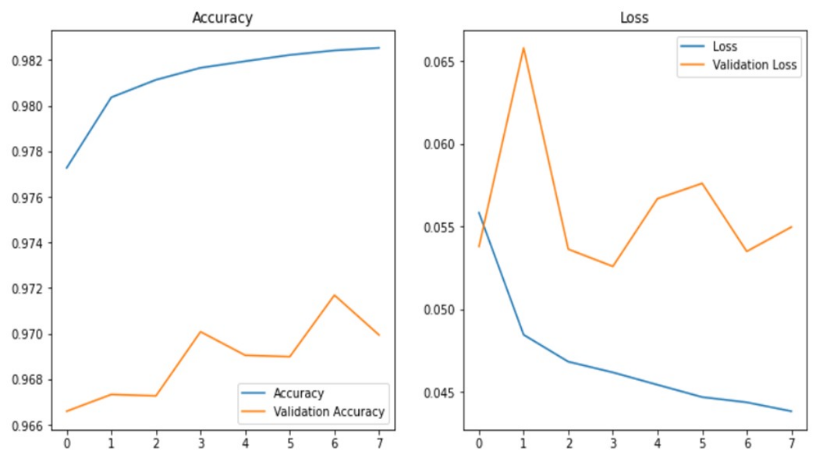 Accuracy
0.982
0.980
0.978
0.976
0.974
0.972
0.970
0.968
0.966
0 1 2 3 4 5 6 7
Accuracy
Validation Accuracy
Loss
0.065
0.060
0.055
0.050
0.045
0 1 2 3 4 5 6 7
Loss
Validation Loss